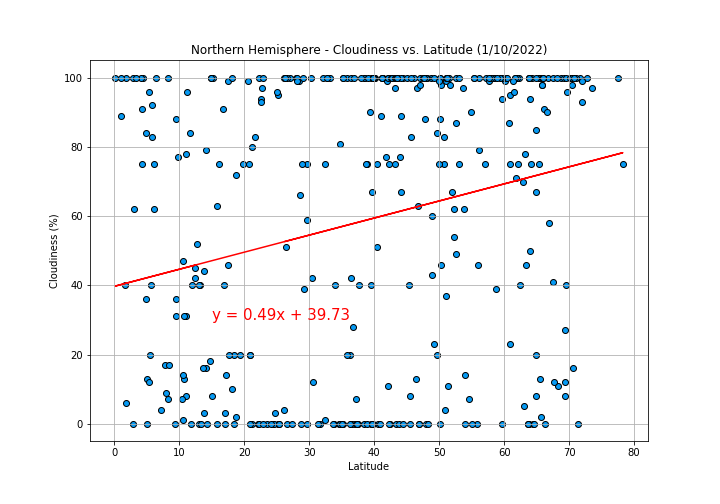 Northern Hemisphere - Cloudiness vs. Latitude (1/10/2022)
100
80
60
40
20
0
Cloudiness (%)
y = 0.49x + 39.73
0 10 20 30 40 50 60 70 80
Latitude